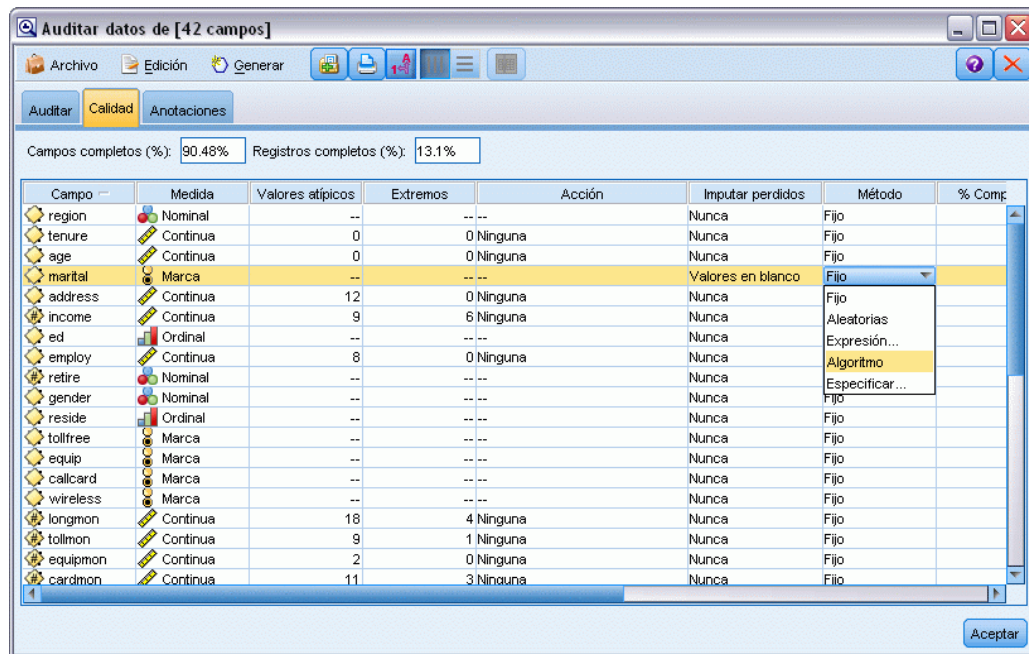 Auditar datos de [42 campos]
Archivo Edición Generar
Auditar Calidad Anotaciones
Campos completos (%): 90.48% Registros completos (%): 13.1%
Campo Medida Valores atípicos Extremos Acción Imputar perdidos Método % Comp
region Nominal -- -- -- Nunca Fijo
tenure Continua 0 0 Ninguna Nunca Fijo
age Continua 0 0 Ninguna Nunca Fijo
marital Marca -- -- -- Valores en blanco Fijo
address Continua 12 0 Ninguna Nunca Fijo
income Continua 9 6 Ninguna Nunca Aleatorias
ed Ordinal -- -- -- Nunca Expresión...
employ Continua 8 0 Ninguna Nunca Algoritmo
retire Nominal -- -- -- Nunca Especificar...
gender Nominal -- -- -- Nunca Fijo
reside Ordinal -- -- -- Nunca Fijo
tollfree Marca -- -- -- Nunca Fijo
equip Marca -- -- -- Nunca Fijo
callcard Marca -- -- -- Nunca Fijo
wireless Marca -- -- -- Nunca Fijo
longmon Continua 18 4 Ninguna Nunca Fijo
tollmon Continua 9 1 Ninguna Nunca Fijo
equipmon Continua 2 0 Ninguna Nunca Fijo
cardmon Continua 11 3 Ninguna Nunca Fijo
Aceptar